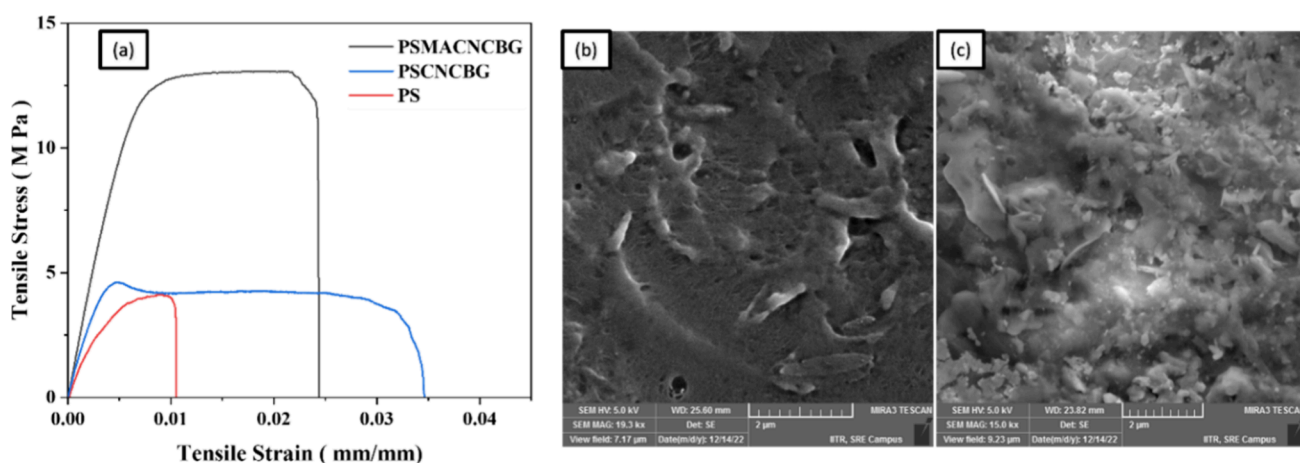 15
10
5
0
Tensile Stress ( M Pa)
(a)
PSMACNCBG
PSCNCBG
PS
0.00 0.01 0.02 0.03 0.04
Tensile Strain ( mm/mm)
(b)
SEM HV: 5.0 kV WD: 25.60 mm MIRA3 TESCAN
SEM MAG: 19.3 kx Det: SE 2 µm
View field: 7.17 µm Date(m/d/y): 12/14/22 IITR, SRE Campus
(c)
SEM HV: 5.0 kV WD: 23.82 mm MIRA3 TESCAN
SEM MAG: 15.0 kx Det: SE 2 µm
View field: 9.23 µm Date(m/d/y): 12/14/22 IITR, SRE Campus